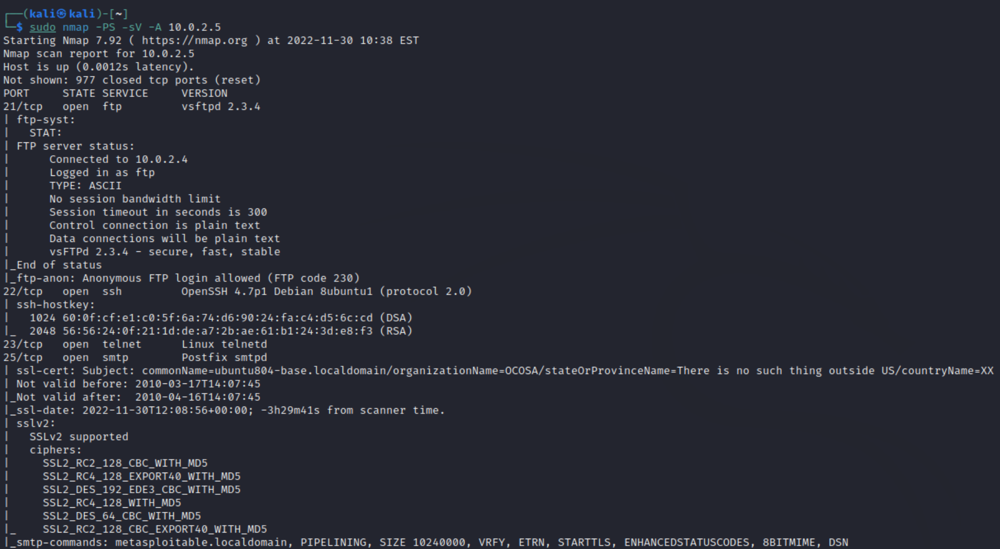 ┌──(kali㉿kali)-[~]
└─$ sudo nmap -PS -sV -A 10.0.2.5
Starting Nmap 7.92 ( https://nmap.org ) at 2022-11-30 10:38 EST
Nmap scan report for 10.0.2.5
Host is up (0.0012s latency).
Not shown: 977 closed tcp ports (reset)
PORT     STATE SERVICE     VERSION
21/tcp   open  ftp         vsftpd 2.3.4
| ftp-syst:
|   STAT:
| FTP server status:
|      Connected to 10.0.2.4
|      Logged in as ftp
|      TYPE: ASCII
|      No session bandwidth limit
|      Session timeout in seconds is 300
|      Control connection is plain text
|      Data connections will be plain text
|      vsFTPd 2.3.4 - secure, fast, stable
|_End of status
|_ftp-anon: Anonymous FTP login allowed (FTP code 230)
22/tcp   open  ssh         OpenSSH 4.7p1 Debian 8ubuntu1 (protocol 2.0)
| ssh-hostkey:
|   1024 60:0f:cf:e1:c0:5f:6a:74:d6:90:24:fa:c4:d5:6c:cd (DSA)
|_  2048 56:56:24:0f:21:1d:de:a7:2b:ae:61:b1:24:3d:e8:f3 (RSA)
23/tcp   open  telnet      Linux telnetd
25/tcp   open  smtp        Postfix smtpd
| ssl-cert: Subject: commonName=ubuntu804-base.localdomain/organizationName=OCOSA/stateOrProvinceName=There is no such thing outside US/countryName=XX
| Not valid before: 2010-03-17T14:07:45
|_Not valid after:  2010-04-16T14:07:45
|_ssl-date: 2022-11-30T12:08:56+00:00; -3h29m41s from scanner time.
| sslv2:
|   SSLv2 supported
|   ciphers:
|     SSL2_RC2_128_CBC_WITH_MD5
|     SSL2_RC4_128_EXPORT40_WITH_MD5
|     SSL2_DES_192_EDE3_CBC_WITH_MD5
|     SSL2_RC4_128_WITH_MD5
|     SSL2_DES_64_CBC_WITH_MD5
|_    SSL2_RC2_128_CBC_EXPORT40_WITH_MD5
|_smtp-commands: metasploitable.localdomain, PIPELINING, SIZE 10240000, VRFY, ETRN, STARTTLS, ENHANCEDSTATUSCODES, 8BITMIME, DSN